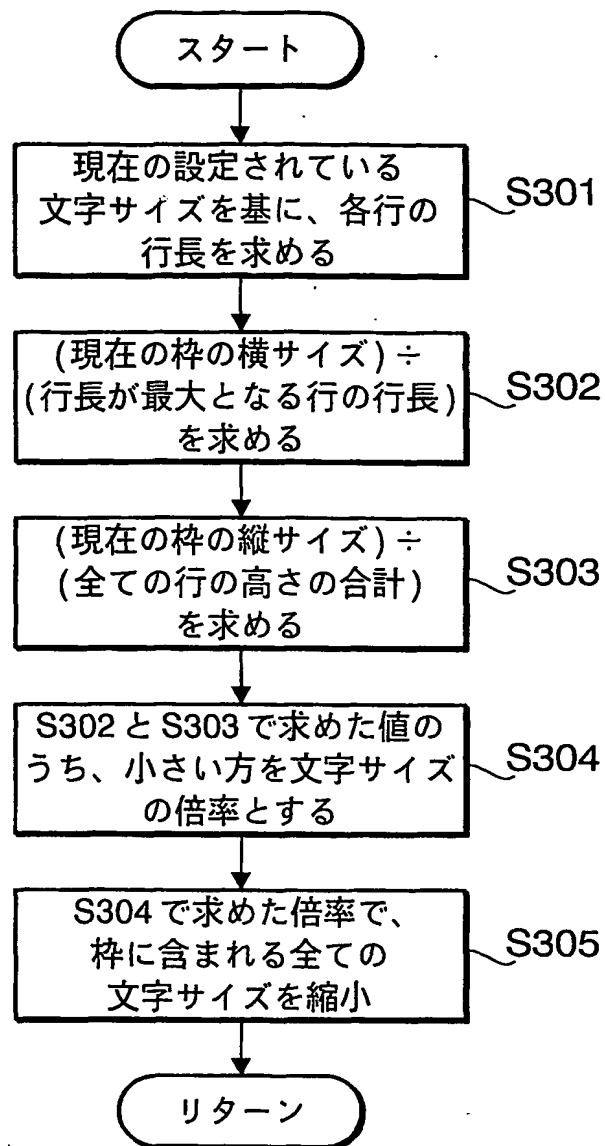 スタート
現在の設定されている
文字サイズを基に、各行の
行長を求める
S301
(現在の枠の横サイズ)÷
(行長が最大となる行の行長)
を求める
S302
(現在の枠の縦サイズ)÷
(全ての行の高さの合計)
を求める
S303
S302とS303で求めた値の
うち、小さい方を文字サイズ
の倍率とする
S304
S304で求めた倍率で、
枠に含まれる全ての
文字サイズを縮小
S305
リターン